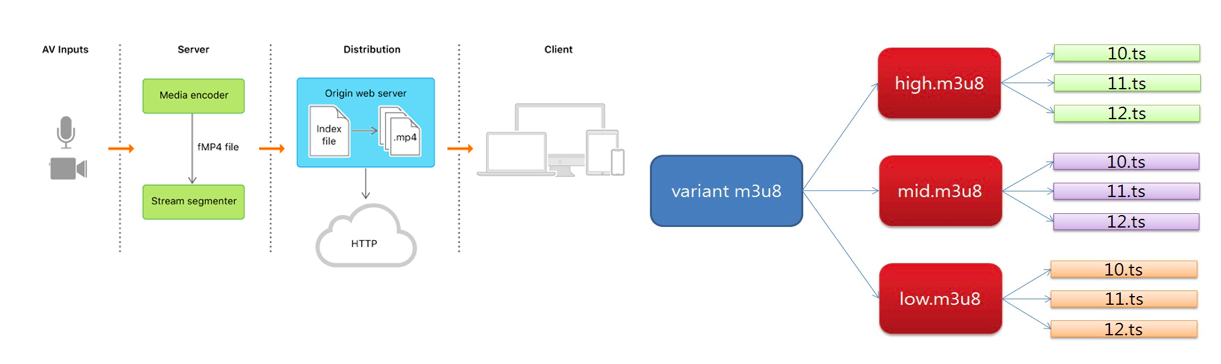 AV Inputs
Server
Distribution
Client
Media encoder
fMP4 file
Stream segmenter
Origin web server
Index
file
.mp4
HTTP
variant m3u8
high.m3u8
10.ts
11.ts
12.ts
mid.m3u8
10.ts
11.ts
12.ts
low.m3u8
10.ts
11.ts
12.ts